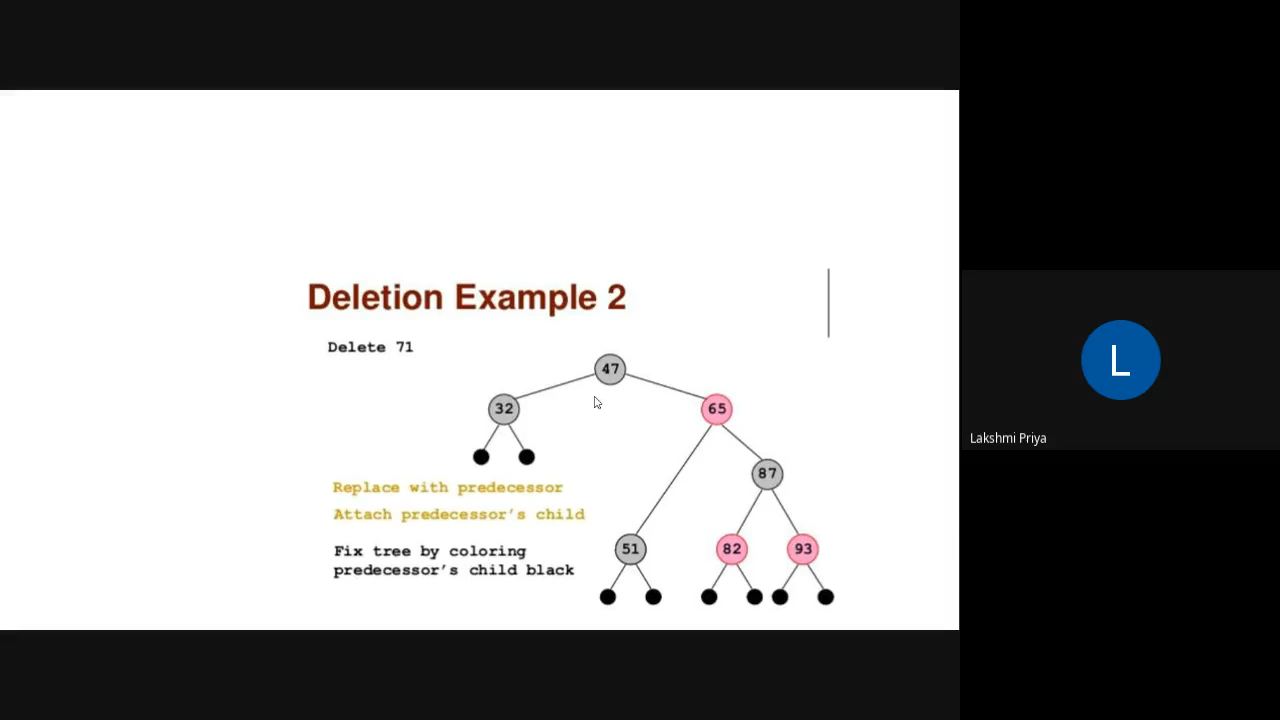 Deletion Example 2
Delete 71
47
32
65
87
Replace with predecessor
Attach predecessor's child
Fix tree by coloring
predecessor's child black
51
82
93
L
Lakshmi Priya